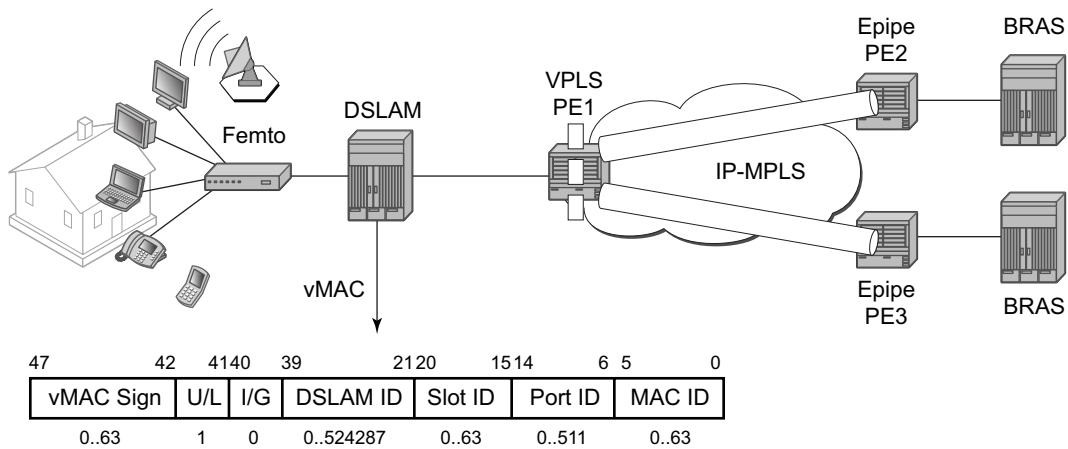 Epipe
PE2
BRAS
VPLS
PE1
DSLAM
Femto
IP-MPLS
vMAC
Epipe
PE3
BRAS
47 42 41 40 39 21 20 15 14 6 5 0
vMAC Sign U/L I/G DSLAM ID Slot ID Port ID MAC ID
0..63 1 0 0..524287 0..63 0..511 0..63